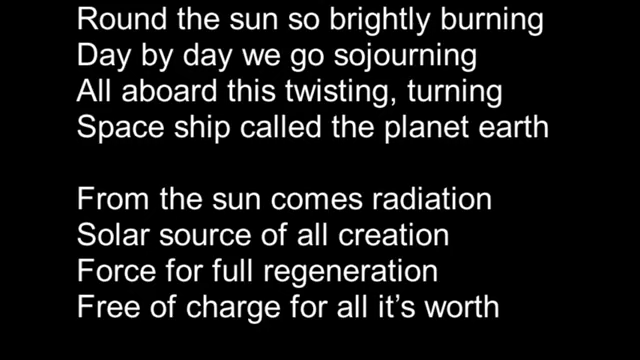 Round the sun so brightly burning
Day by day we go sojourning
All aboard this twisting, turning
Space ship called the planet earth
From the sun comes radiation
Solar source of all creation
Force for full regeneration
Free of charge for all it’s worth